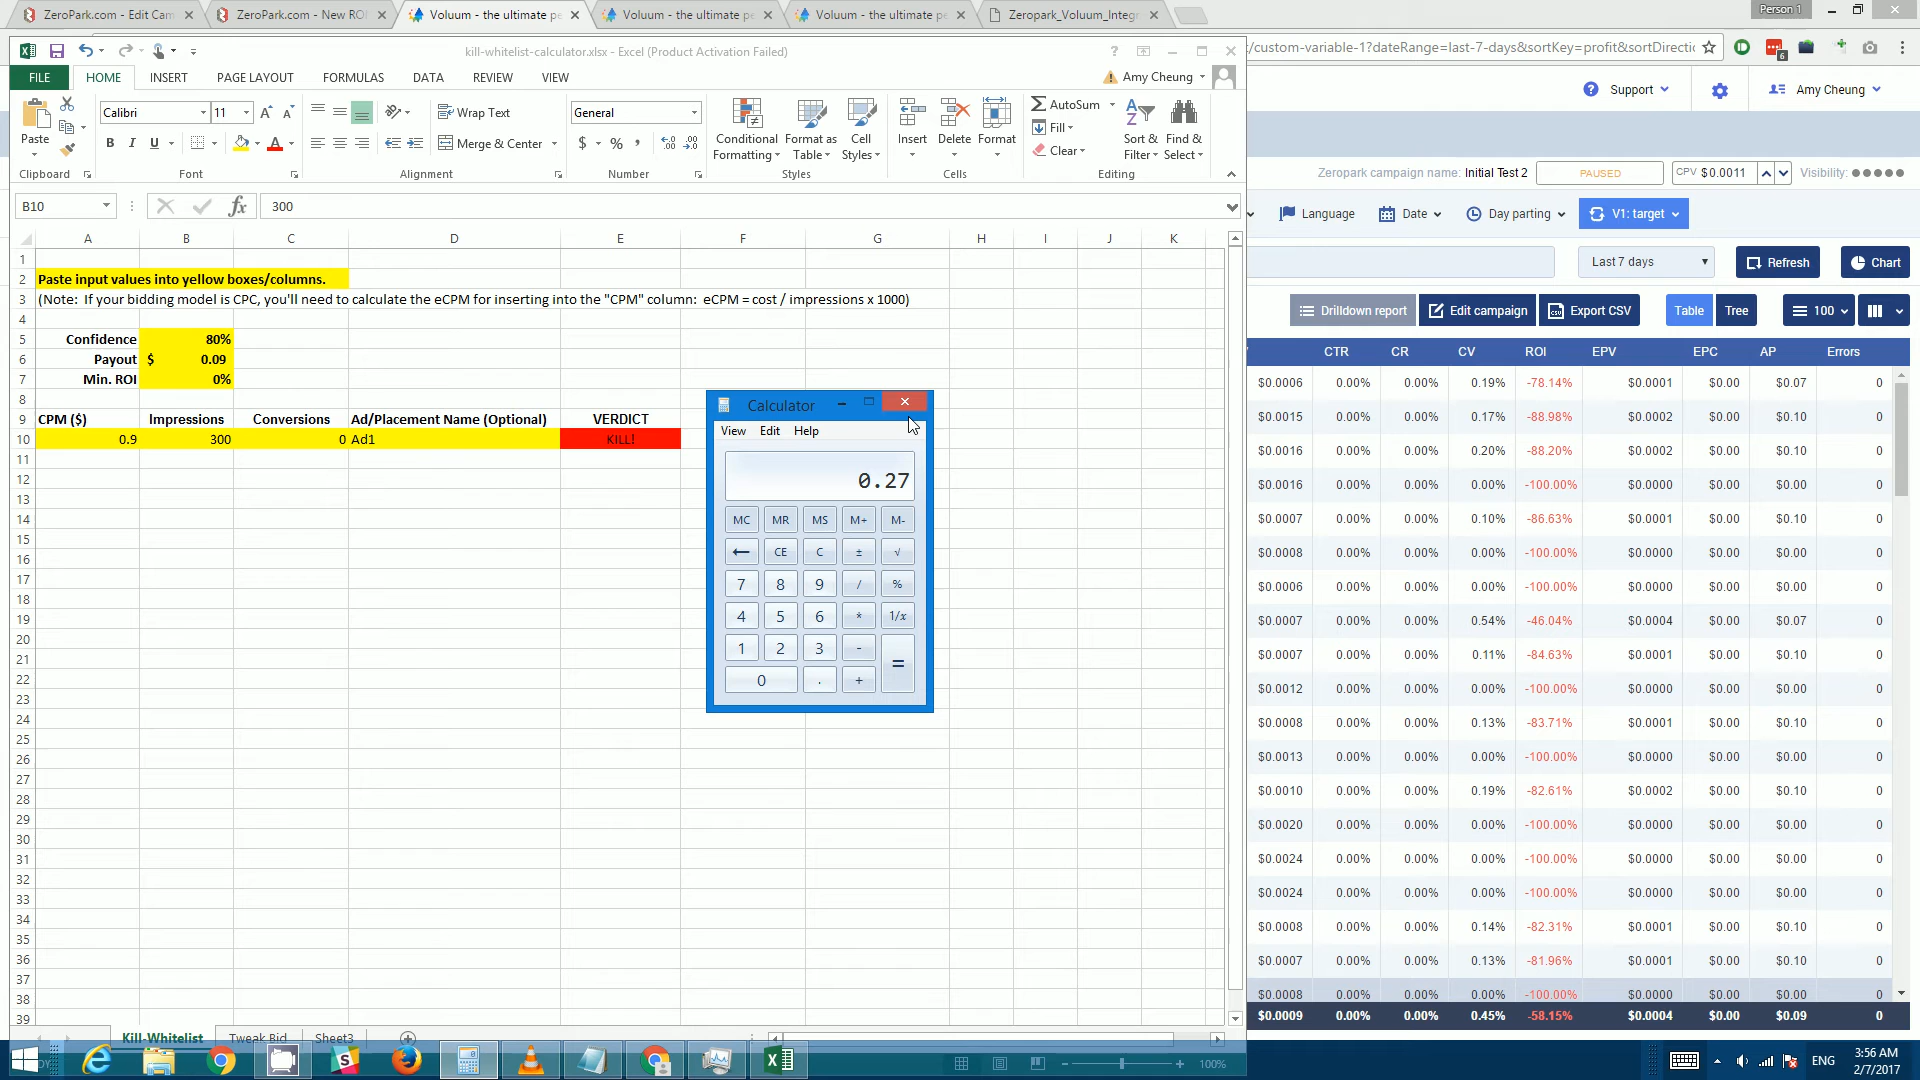 ZeroPark.com - Edit Cam
ZeroPark.com - New RO
Voluum - the ultimate pe
Voluum - the ultimate pe
Voluum - the ultimate pe
Zeropark_Voluum_Integr
Person 1
kill-whitelist-calculator.xlsx - Excel (Product Activation Failed)
/custom-variable-1?dateRange=last-7-days&sortKey=profit&sortDirectic
6
FILE HOME INSERT PAGE LAYOUT FORMULAS DATA REVIEW VIEW
Amy Cheung
Support
Amy Cheung
Paste
Calibri 11
B I U
Wrap Text
Merge & Center
General
$ % ,
Conditional Formatting
Format as Table
Cell Styles
Insert Delete Format
AutoSum
Fill
Clear
Sort & Filter
Find & Select
Clipboard Font Alignment Number Styles Cells Editing
Zeropark campaign name: Initial Test 2 PAUSED CPV $0.0011 Visibility:
B10 fx 300
Language Date Day parting V1: target
A B C D E F G H I J K
Last 7 days Refresh Chart
1
2 Paste input values into yellow boxes/columns.
3 (Note: If your bidding model is CPC, you'll need to calculate the eCPM for inserting into the "CPM" column: eCPM = cost / impressions x 1000)
4
5 Confidence 80%
6 Payout $ 0.09
7 Min. ROI 0%
8
9 CPM ($) Impressions Conversions Ad/Placement Name (Optional) VERDICT
10 0.9 300 0 Ad1 KILL!
11
12
13
14
15
16
17
18
19
20
21
22
23
24
25
26
27
28
29
30
31
32
33
34
35
36
37
38
39
Calculator
View Edit Help
0.27
MC MR MS M+ M-
← CE C ± √
7 8 9 / %
4 5 6 * 1/x
1 2 3 - =
0 . +
Drilldown report Edit campaign Export CSV Table Tree 100
CTR CR CV ROI EPV EPC AP Errors
$0.0006 0.00% 0.00% 0.19% -78.14% $0.0001 $0.00 $0.07 0
$0.0015 0.00% 0.00% 0.17% -88.98% $0.0002 $0.00 $0.10 0
$0.0016 0.00% 0.00% 0.20% -88.20% $0.0002 $0.00 $0.10 0
$0.0016 0.00% 0.00% 0.00% -100.00% $0.0000 $0.00 $0.00 0
$0.0007 0.00% 0.00% 0.10% -86.63% $0.0001 $0.00 $0.10 0
$0.0008 0.00% 0.00% 0.00% -100.00% $0.0000 $0.00 $0.00 0
$0.0006 0.00% 0.00% 0.00% -100.00% $0.0000 $0.00 $0.00 0
$0.0007 0.00% 0.00% 0.54% -46.04% $0.0004 $0.00 $0.07 0
$0.0007 0.00% 0.00% 0.11% -84.63% $0.0001 $0.00 $0.10 0
$0.0012 0.00% 0.00% 0.00% -100.00% $0.0000 $0.00 $0.00 0
$0.0008 0.00% 0.00% 0.13% -83.71% $0.0001 $0.00 $0.10 0
$0.0013 0.00% 0.00% 0.00% -100.00% $0.0000 $0.00 $0.00 0
$0.0010 0.00% 0.00% 0.19% -82.61% $0.0002 $0.00 $0.10 0
$0.0020 0.00% 0.00% 0.00% -100.00% $0.0000 $0.00 $0.00 0
$0.0024 0.00% 0.00% 0.00% -100.00% $0.0000 $0.00 $0.00 0
$0.0024 0.00% 0.00% 0.00% -100.00% $0.0000 $0.00 $0.00 0
$0.0008 0.00% 0.00% 0.14% -82.31% $0.0001 $0.00 $0.10 0
$0.0007 0.00% 0.00% 0.13% -81.96% $0.0001 $0.00 $0.10 0
$0.0008 0.00% 0.00% 0.00% -100.00% $0.0000 $0.00 $0.00 0
$0.0009 0.00% 0.00% 0.45% -58.15% $0.0004 $0.00 $0.09 0
Kill-Whitelist Tweak Bid Sheet3
100%
ENG
3:56 AM
2/7/2017